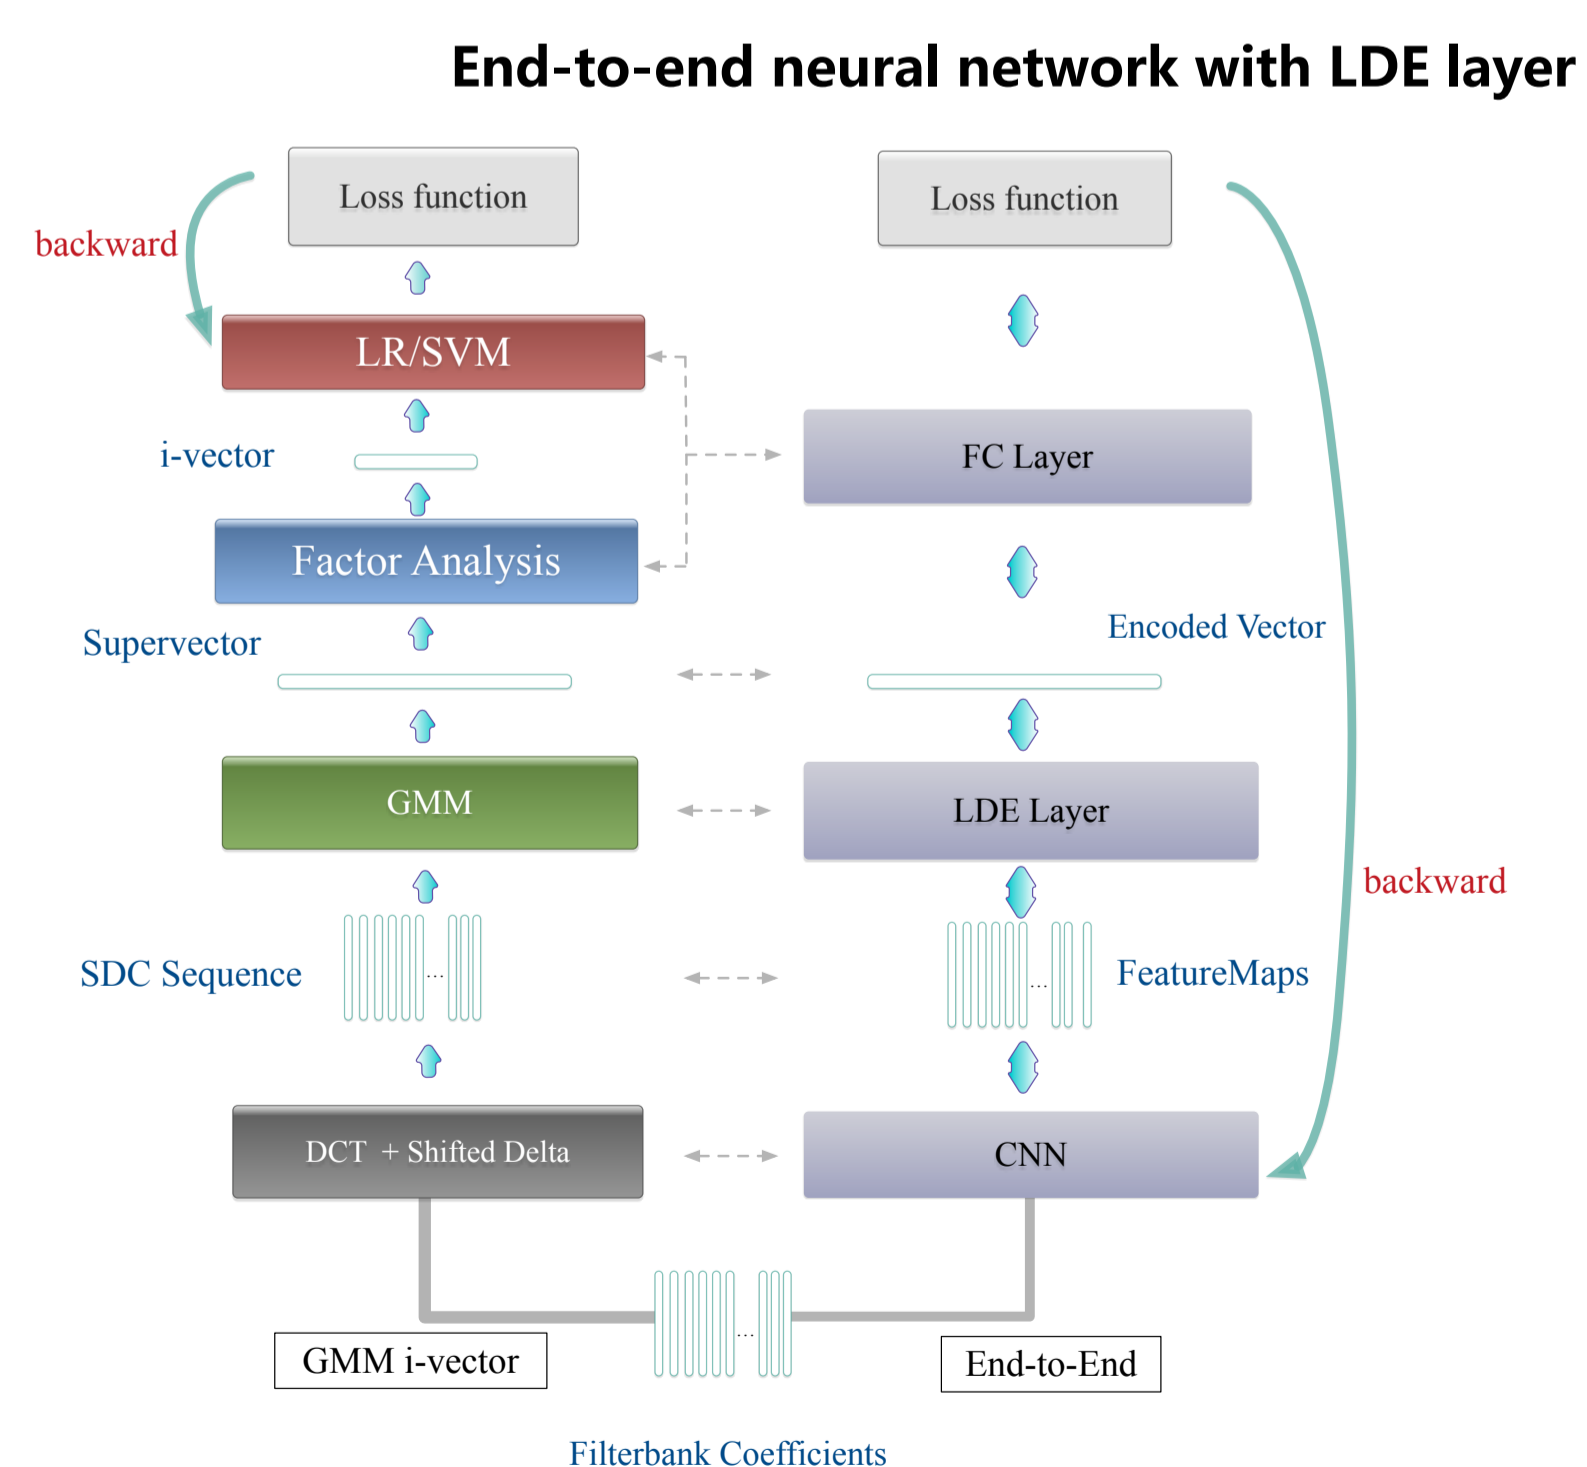 End-to-end neural network with LDE layer
Loss function
Loss function
backward
LR/SVM
i-vector
FC Layer
Factor Analysis
Supervector
Encoded Vector
GMM
LDE Layer
backward
SDC Sequence
...
...
FeatureMaps
DCT + Shifted Delta
CNN
...
GMM i-vector
End-to-End
Filterbank Coefficients